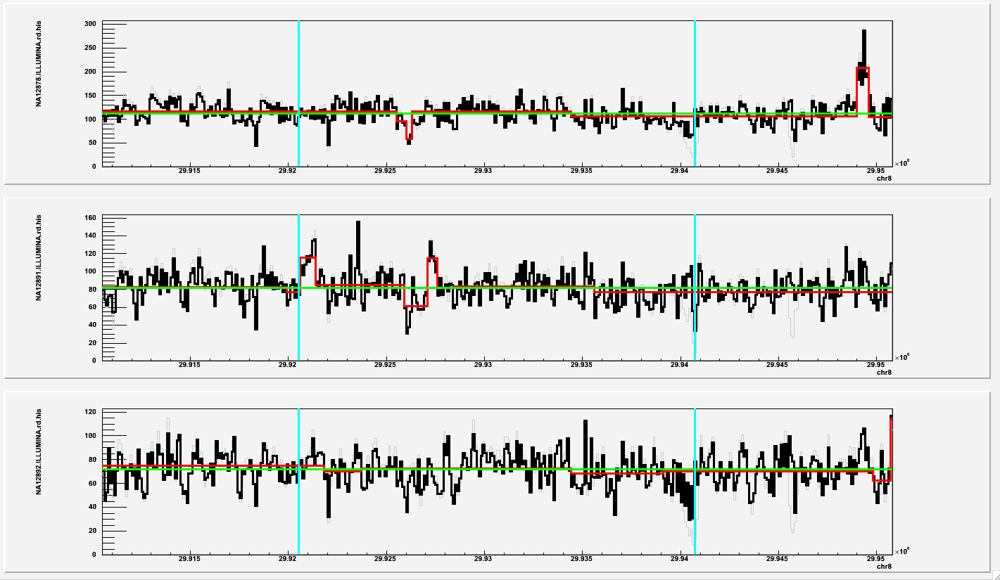 NA12878.ILLUMINA.rd.his
300
250
200
150
100
50
0
29.915 29.92 29.925 29.93 29.935 29.94 29.945 29.95 ×10⁶
chr8
NA12891.ILLUMINA.rd.his
160
140
120
100
80
60
40
20
0
29.915 29.92 29.925 29.93 29.935 29.94 29.945 29.95 ×10⁶
chr8
NA12892.ILLUMINA.rd.his
120
100
80
60
40
20
0
29.915 29.92 29.925 29.93 29.935 29.94 29.945 29.95 ×10⁶
chr8